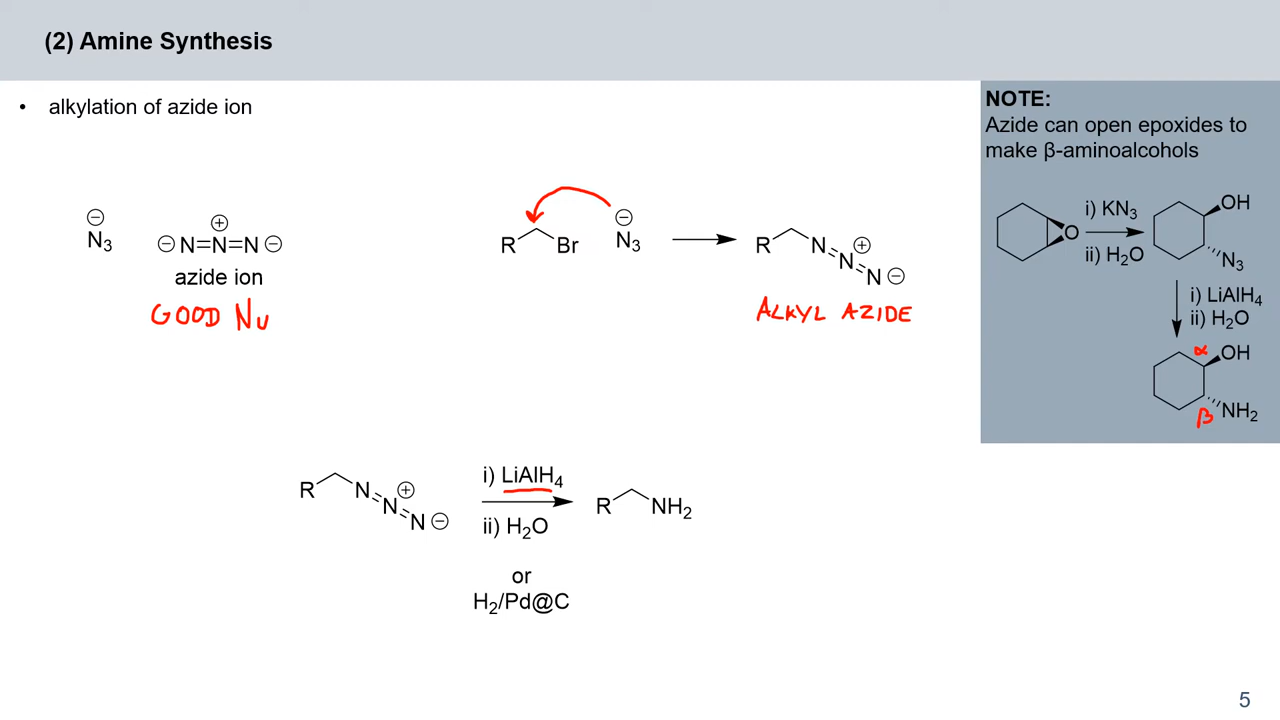 (2) Amine Synthesis
• alkylation of azide ion
NOTE:
Azide can open epoxides to
make β-aminoalcohols
⊖
N₃
⊖ N=N=N ⊖
⊕
azide ion
GOOD Nu
R Br
⊖
N₃
R N N N ⊕ ⊖
ALKYL AZIDE
O
i) KN₃
ii) H₂O
OH
N₃
i) LiAlH₄
ii) H₂O
α OH
β NH₂
R N N N ⊕ ⊖
i) LiAlH₄
ii) H₂O
or
H₂/Pd@C
R NH₂
5